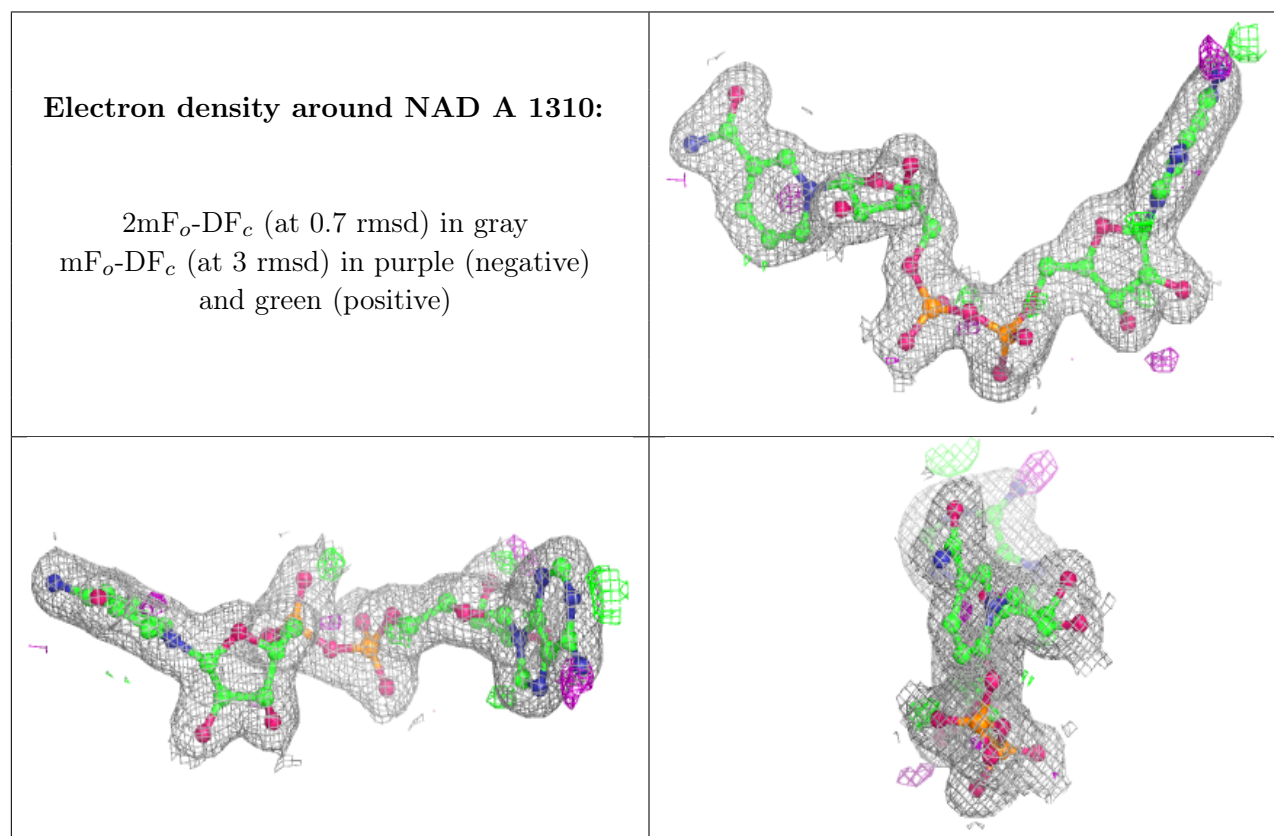 Electron density around NAD A 1310:
2mFo-DFc (at 0.7 rmsd) in gray
mFo-DFc (at 3 rmsd) in purple (negative)
and green (positive)